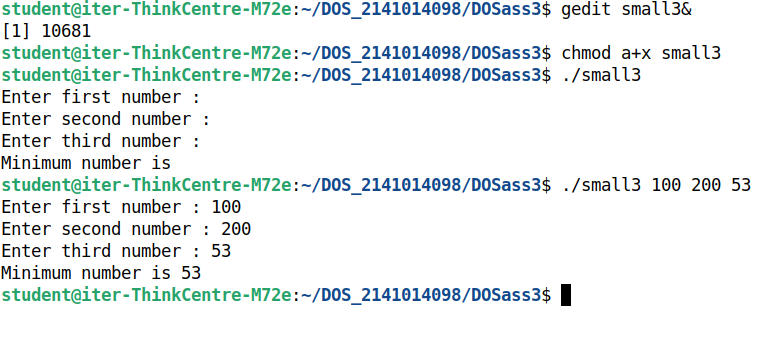 student@iter-ThinkCentre-M72e:~/DOS_2141014098/DOSass3$ gedit small3&
[1] 10681
student@iter-ThinkCentre-M72e:~/DOS_2141014098/DOSass3$ chmod a+x small3
student@iter-ThinkCentre-M72e:~/DOS_2141014098/DOSass3$ ./small3
Enter first number :
Enter second number :
Enter third number :
Minimum number is
student@iter-ThinkCentre-M72e:~/DOS_2141014098/DOSass3$ ./small3 100 200 53
Enter first number : 100
Enter second number : 200
Enter third number : 53
Minimum number is 53
student@iter-ThinkCentre-M72e:~/DOS_2141014098/DOSass3$